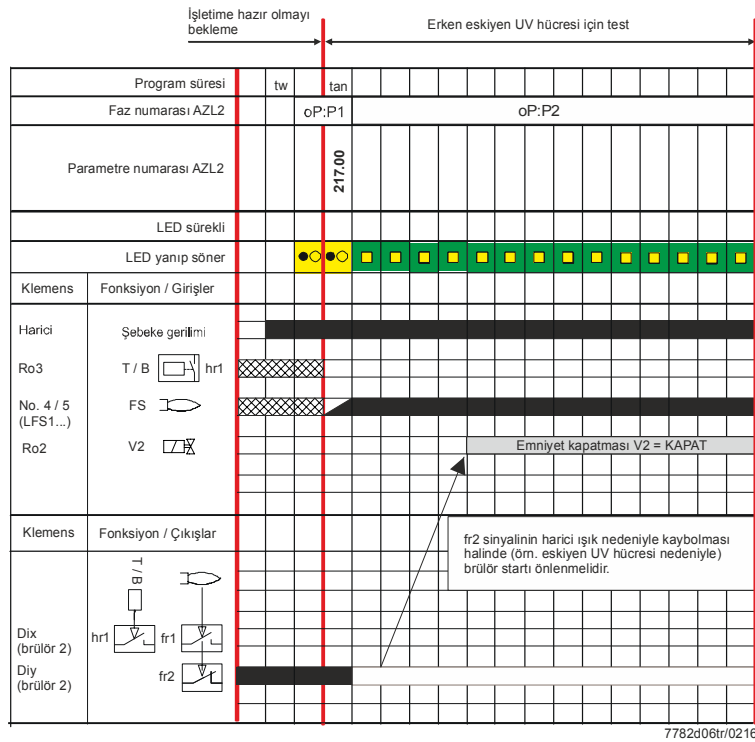 İşletime hazır olmayı
bekleme
Erken eskiyen UV hücresi için test
Program süresi
tw
tan
Faz numarası AZL2
oP:P1
oP:P2
Parametre numarası AZL2
217.00
LED sürekli
LED yanıp söner
Klemens
Fonksiyon / Girişler
Harici
Şebeke gerilimi
Ro3
T / B
hr1
No. 4 / 5
(LFS1...)
FS
Ro2
V2
Emniyet kapatması V2 = KAPAT
Klemens
Fonksiyon / Çıkışlar
fr2 sinyalinin harici ışık nedeniyle kaybolması
halinde (örn. eskiyen UV hücresi nedeniyle)
brülör startı önlenmelidir.
T / B
Dix
(brülör 2)
hr1
fr1
Diy
(brülör 2)
fr2
7782d06tr/0216